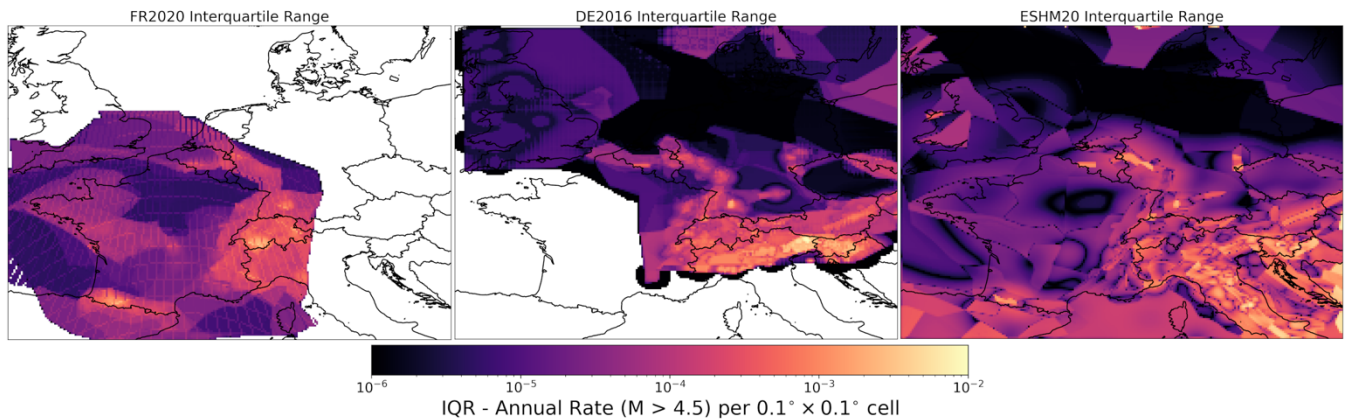 FR2020 Interquartile Range
DE2016 Interquartile Range
ESHM20 Interquartile Range
10⁻⁶ 10⁻⁵ 10⁻⁴ 10⁻³ 10⁻²
IQR - Annual Rate (M > 4.5) per 0.1° × 0.1° cell